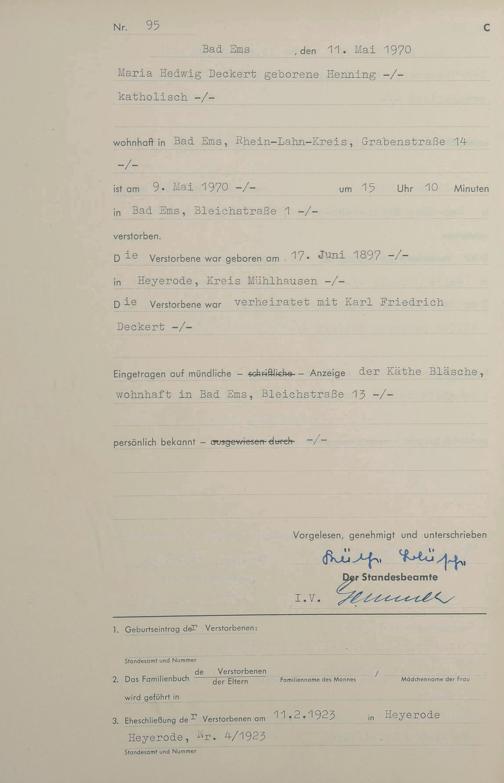 Nr. 95 C
Bad Ems , den 11. Mai 1970
Maria Hedwig Deckert geborene Henning -/-
katholisch -/-
wohnhaft in Bad Ems, Rhein-Lahn-Kreis, Grabenstraße 14
-/-
ist am 9. Mai 1970 -/- um 15 Uhr 10 Minuten
in Bad Ems, Bleichstraße 1 -/-
verstorben.
Die Verstorbene war geboren am 17. Juni 1897 -/-
in Heyerode, Kreis Mühlhausen -/-
Die Verstorbene war verheiratet mit Karl Friedrich
Deckert -/-
Eingetragen auf mündliche – schriftliche – Anzeige der Käthe Bläsche,
wohnhaft in Bad Ems, Bleichstraße 13 -/-
persönlich bekannt – ausgewiesen durch -/-
Vorgelesen, genehmigt und unterschrieben
Käthe Bläsche
Der Standesbeamte
I.V.
1. Geburtseintrag der Verstorbenen:
Standesamt und Nummer
2. Das Familienbuch de Verstorbenen / der Eltern Familienname des Mannes / Mädchenname der Frau
wird geführt in
3. Eheschließung der Verstorbenen am 11.2.1923 in Heyerode
Heyerode, Nr. 4/1923
Standesamt und Nummer